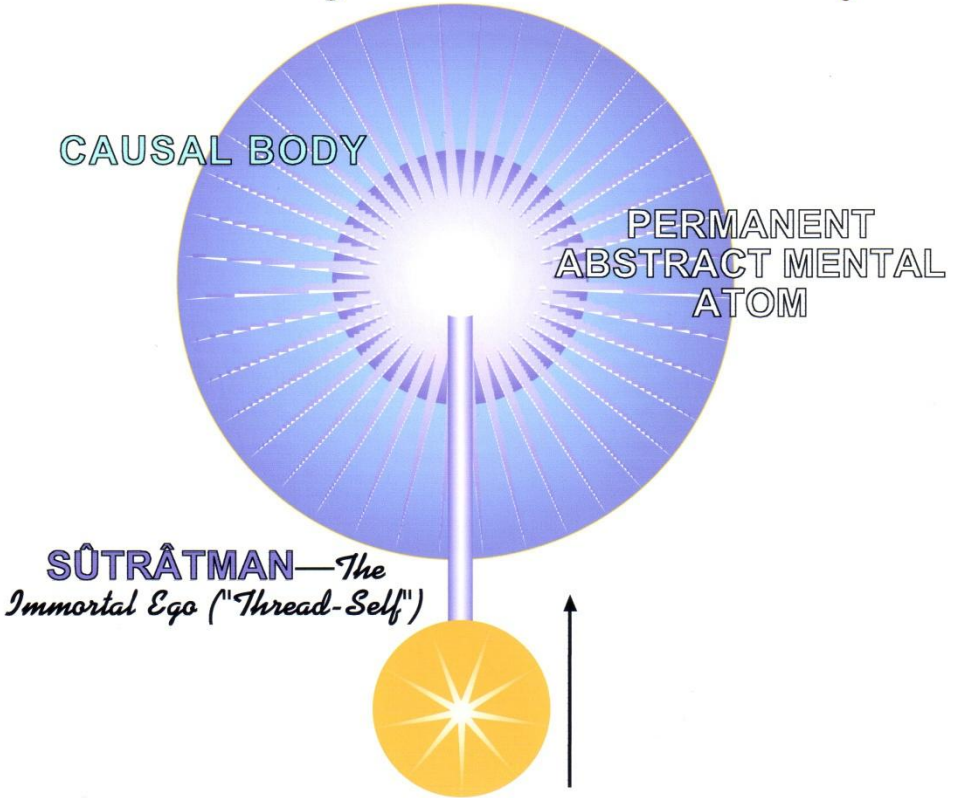 CAUSAL BODY
PERMANENT
ABSTRACT MENTAL
ATOM
SÛTRÂTMAN—The
Immortal Ego ("Thread-Self")